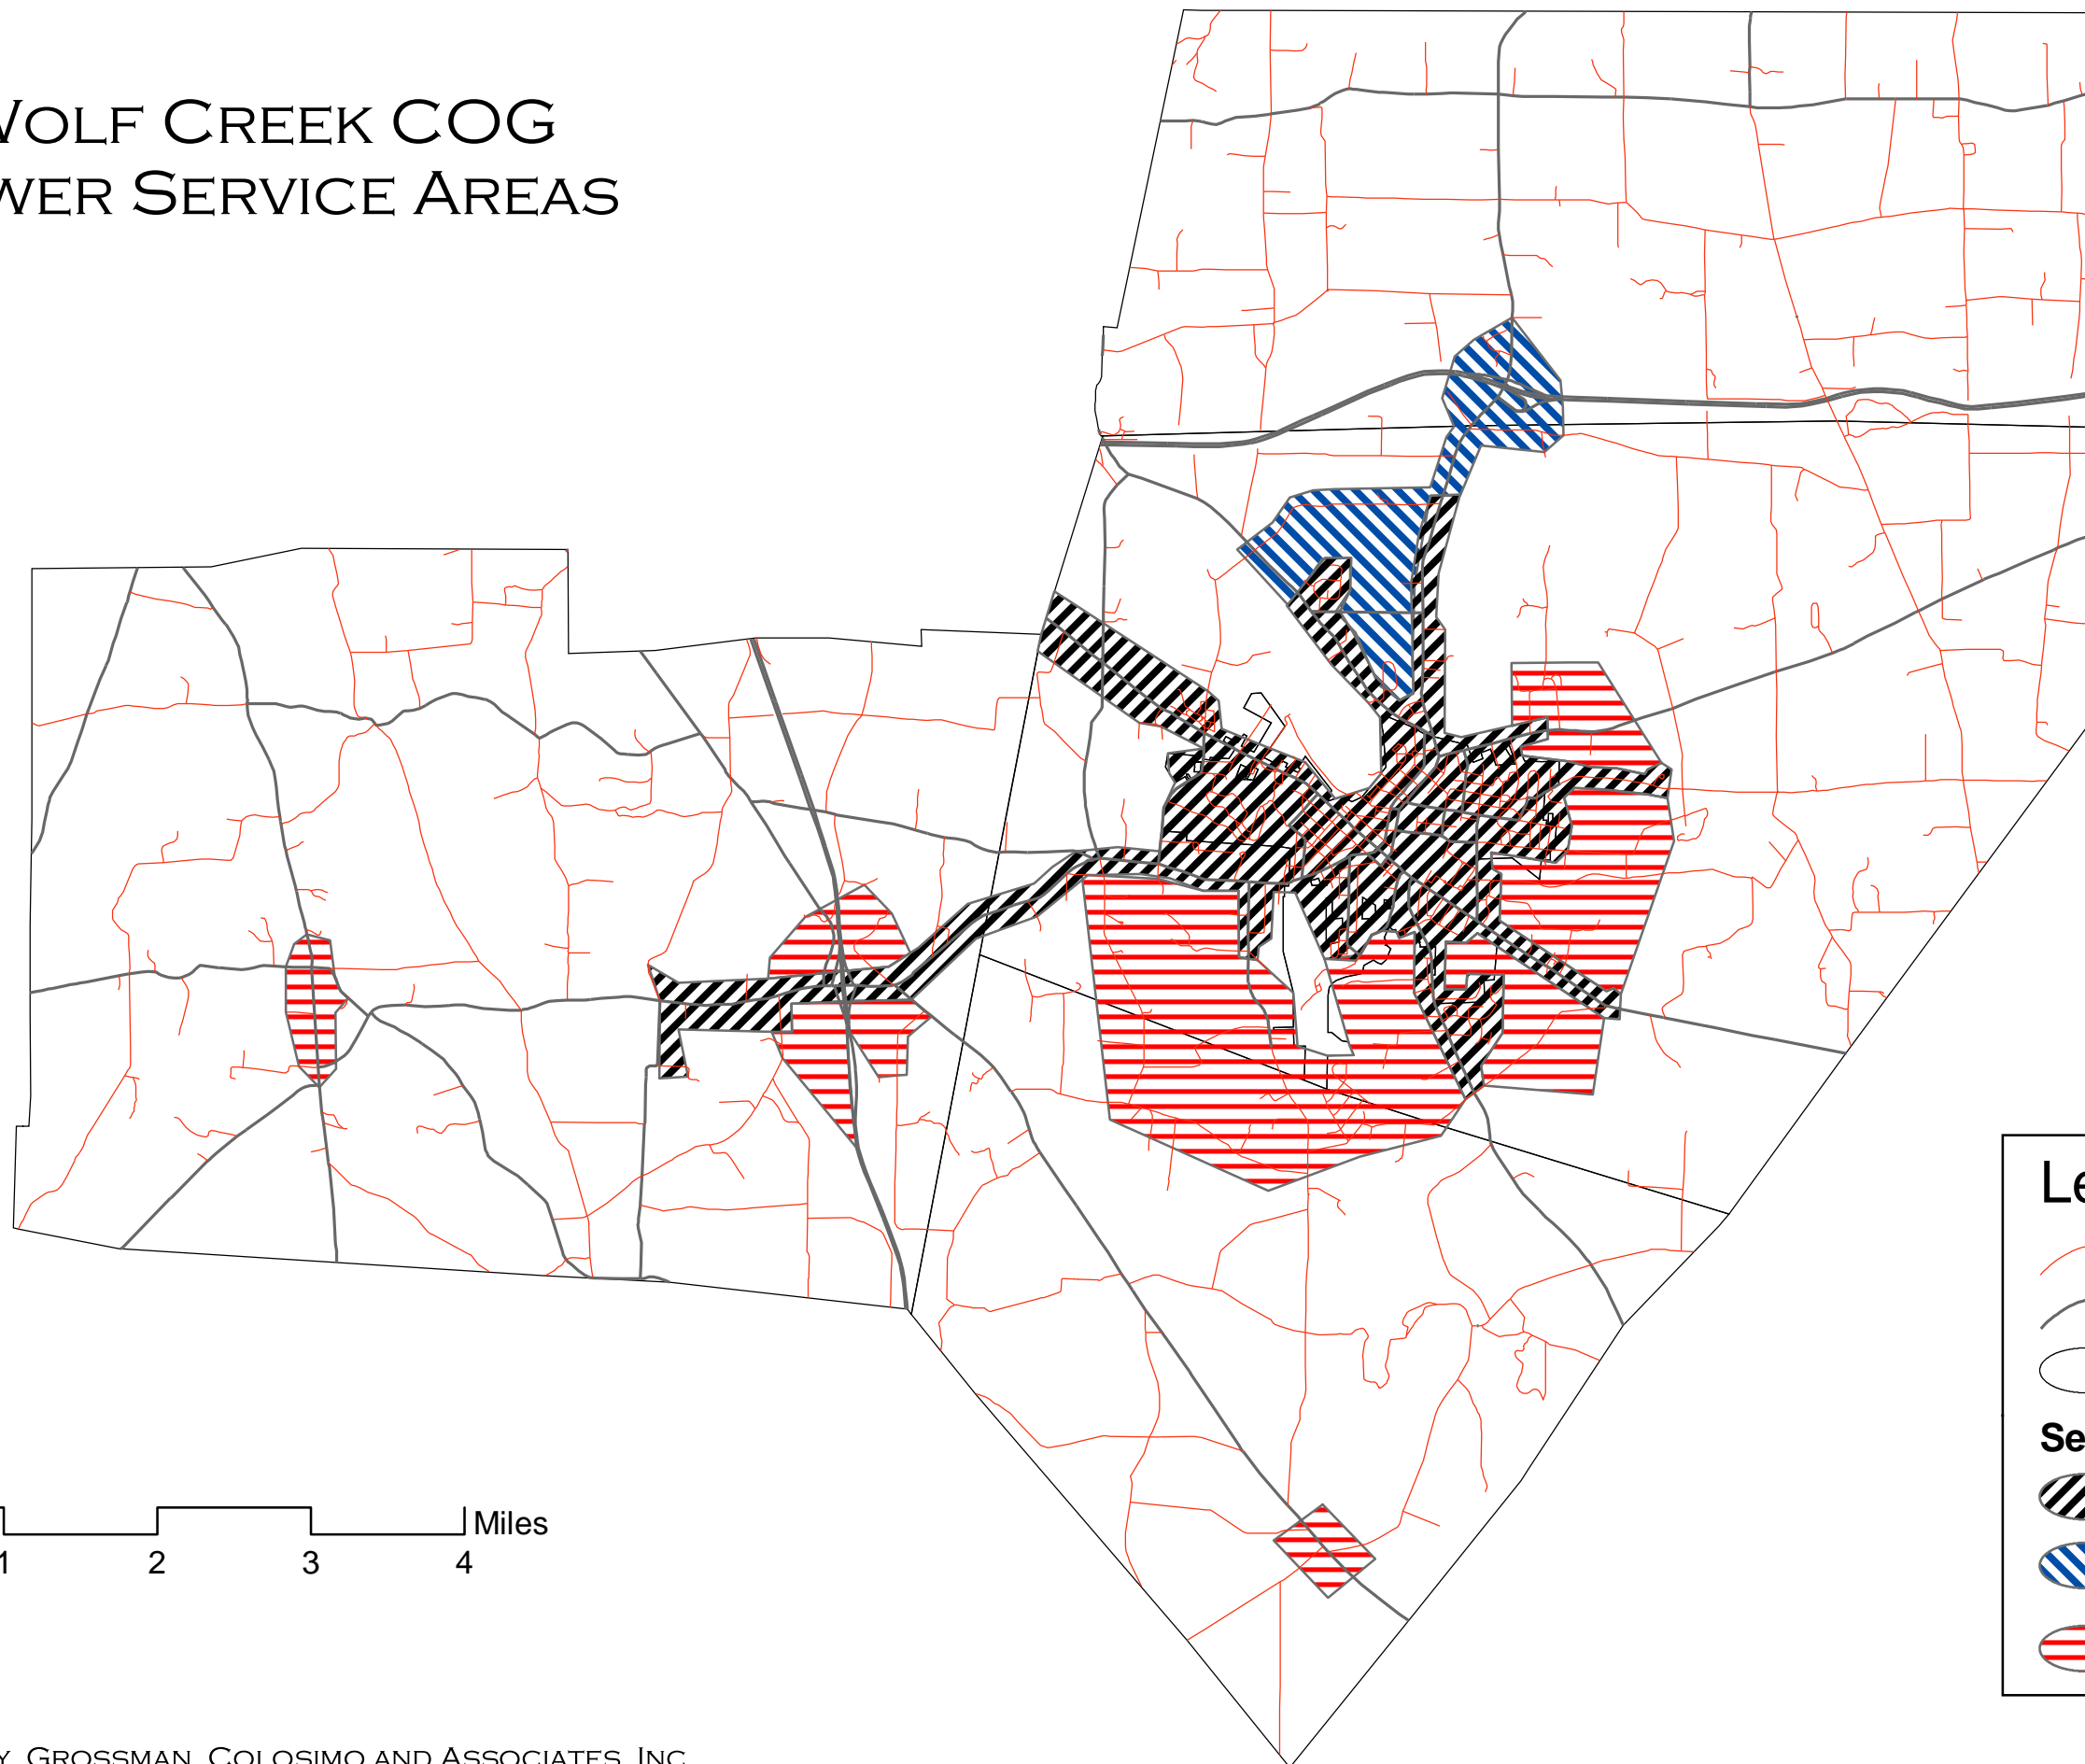 WOLF CREEK COG
WER SERVICE AREAS
Le
Se
Miles
1 2 3 4
Y, GROSSMAN, COLOSIMO AND ASSOCIATES, INC